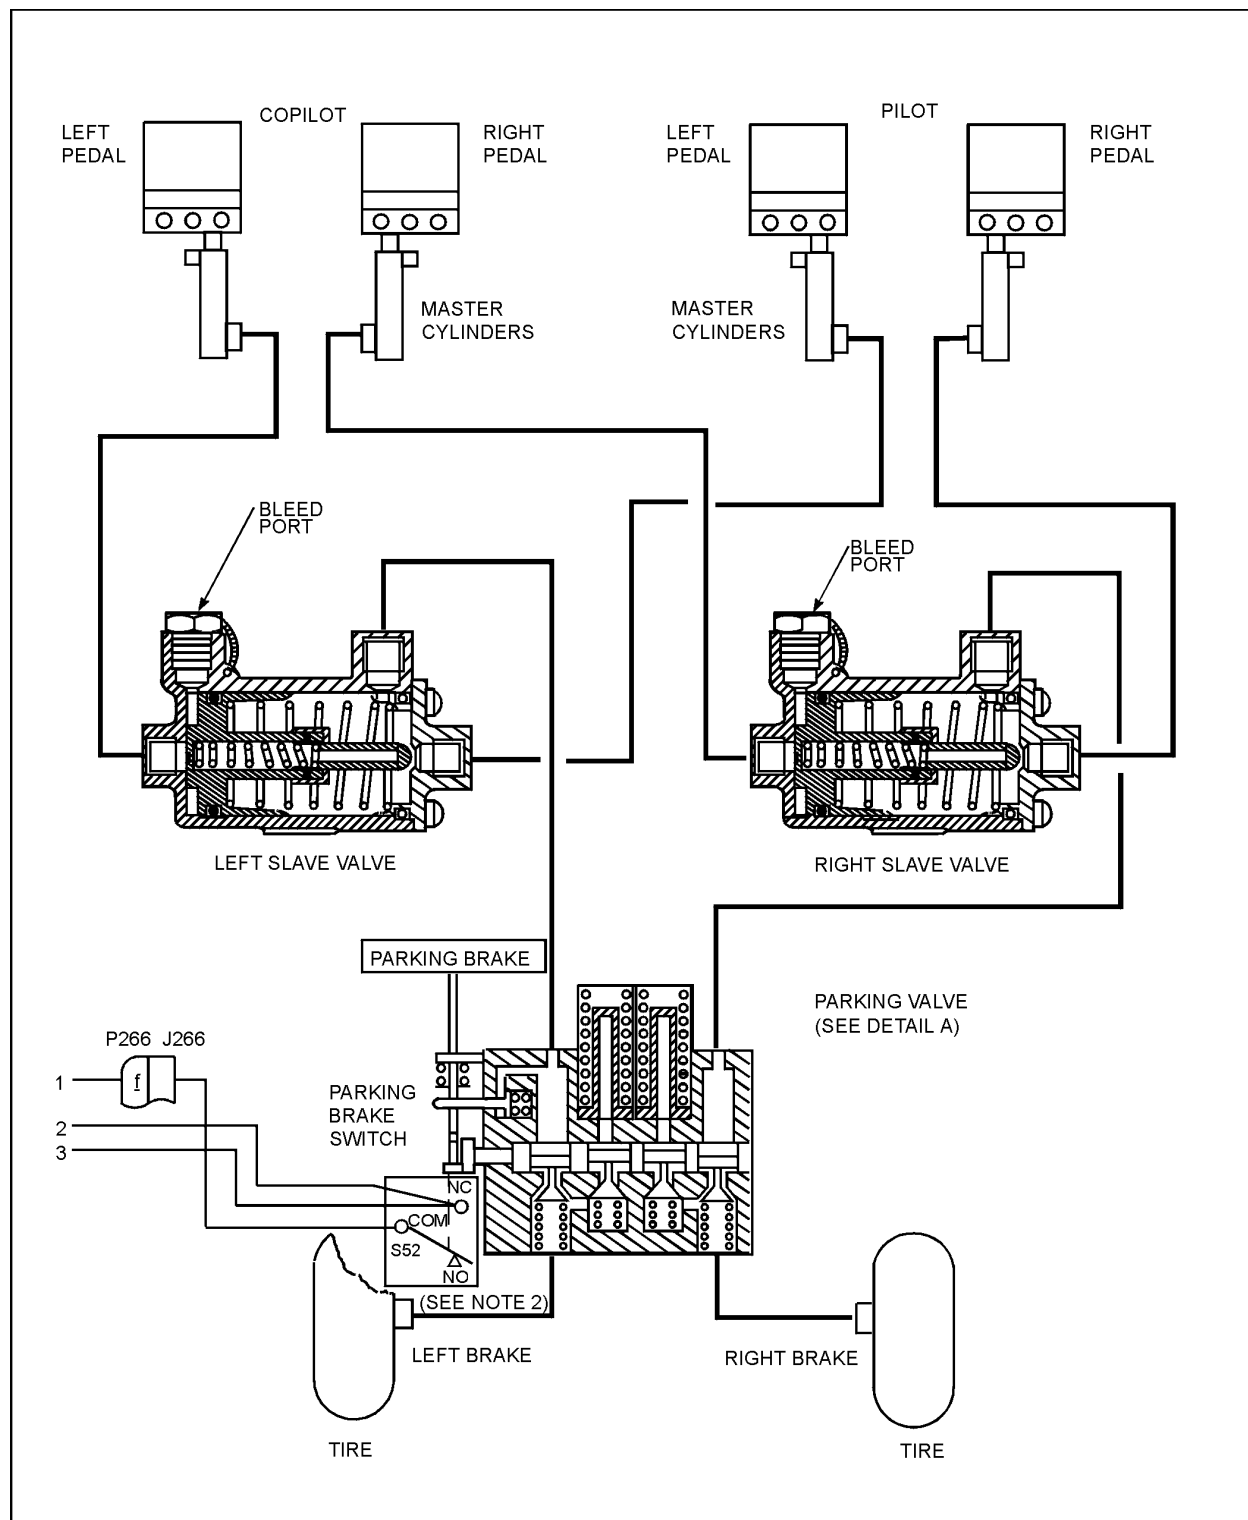 COPILOT
PILOT
LEFT
PEDAL
RIGHT
PEDAL
LEFT
PEDAL
RIGHT
PEDAL
MASTER
CYLINDERS
MASTER
CYLINDERS
BLEED
PORT
BLEED
PORT
LEFT SLAVE VALVE
RIGHT SLAVE VALVE
PARKING BRAKE
PARKING VALVE
(SEE DETAIL A)
P266 J266
f
1
2
3
PARKING
BRAKE
SWITCH
NC
COM
S52
NO
(SEE NOTE 2)
LEFT BRAKE
RIGHT BRAKE
TIRE
TIRE